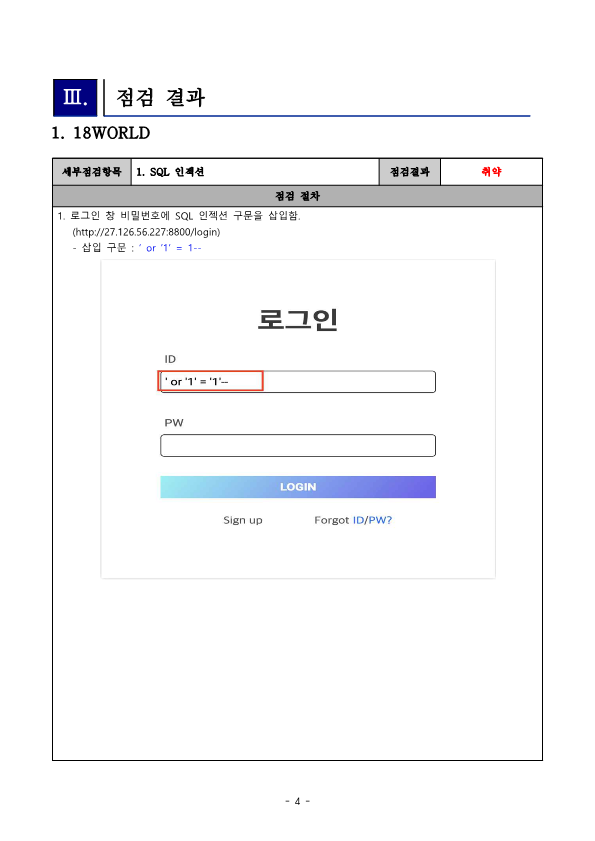 Ⅲ. 점검 결과
1. 18WORLD
세부점검항목 1. SQL 인젝션 점검결과 취약
점검 절차
1. 로그인 창 비밀번호에 SQL 인젝션 구문을 삽입함.
(http://27.126.56.227:8800/login)
- 삽입 구문 : ‘ or ‘1’ = 1--
로그인
ID
' or '1' = '1'--
PW
LOGIN
Sign up Forgot ID/PW?
- 4 -